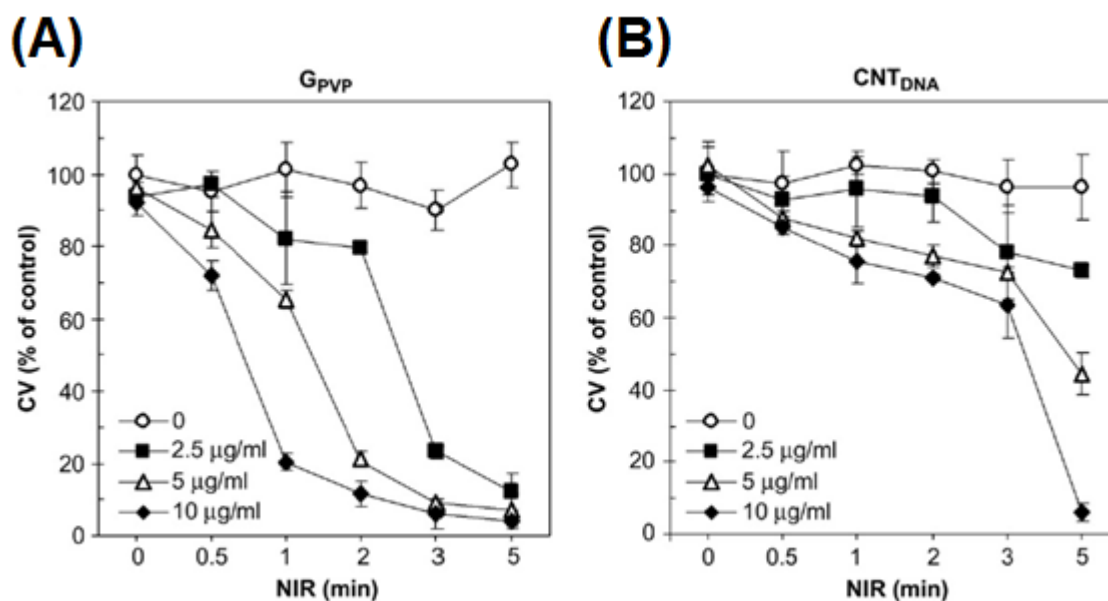 (A)
G_PVP
CV (% of control)
120
100
80
60
40
20
0
0
2.5 µg/ml
5 µg/ml
10 µg/ml
0 0.5 1 2 3 5
NIR (min)
(B)
CNT_DNA
CV (% of control)
120
100
80
60
40
20
0
0
2.5 µg/ml
5 µg/ml
10 µg/ml
0 0.5 1 2 3 5
NIR (min)